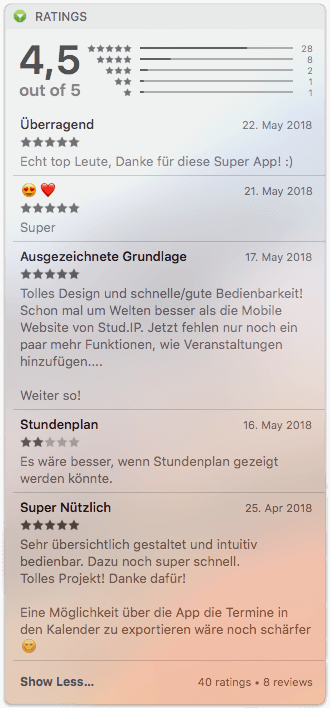 RATINGS
4,5
out of 5
★★★★★ 28
★★★★ 8
★★★ 2
★★ 1
★ 1
Überragend 22. May 2018
★★★★★
Echt top Leute, Danke für diese Super App! :)
😍 ❤️ 21. May 2018
★★★★★
Super
Ausgezeichnete Grundlage 17. May 2018
★★★★★
Tolles Design und schnelle/gute Bedienbarkeit!
Schon mal um Welten besser als die Mobile
Website von Stud.IP. Jetzt fehlen nur noch ein
paar mehr Funktionen, wie Veranstaltungen
hinzufügen....
Weiter so!
Stundenplan 16. May 2018
★★★★★
Es wäre besser, wenn Stundenplan gezeigt
werden könnte.
Super Nützlich 25. Apr 2018
★★★★★
Sehr übersichtlich gestaltet und intuitiv
bedienbar. Dazu noch super schnell.
Tolles Projekt! Danke dafür!
Eine Möglichkeit über die App die Termine in
den Kalender zu exportieren wäre noch schärfer
😋
Show Less... 40 ratings • 8 reviews